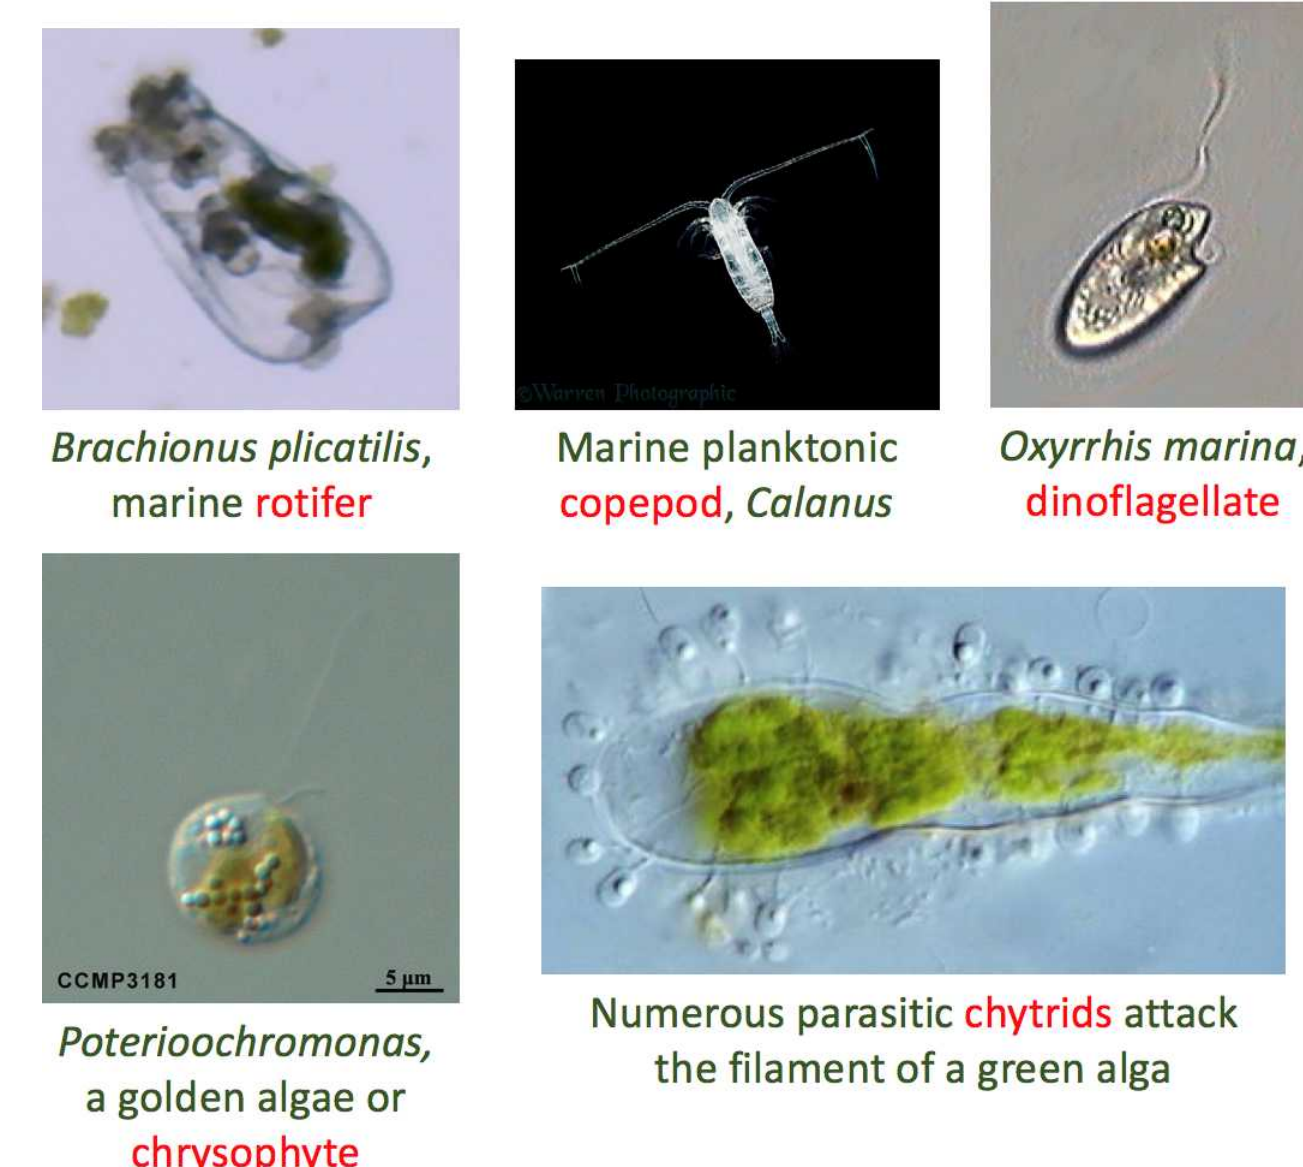 ©Warren Photographic
Brachionus plicatilis,
marine rotifer
Marine planktonic
copepod, Calanus
Oxyrrhis marina,
dinoflagellate
CCMP3181
5 µm
Poterioochromonas,
a golden algae or
chrysophyte
Numerous parasitic chytrids attack
the filament of a green alga